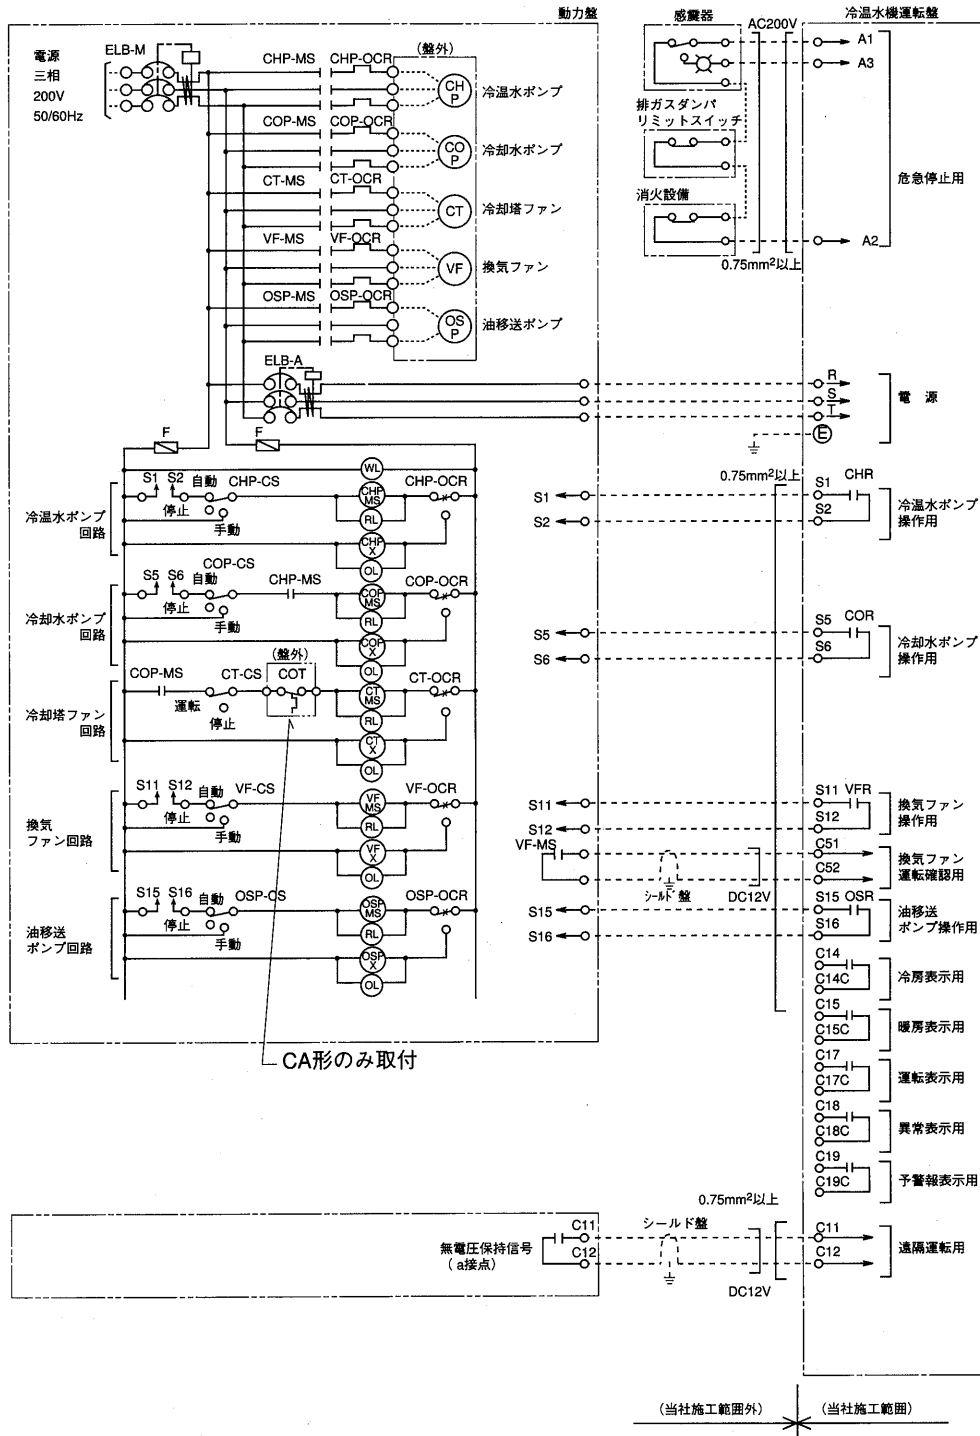 動力盤
感震器
AC200V
冷温水機運転盤
電源
三相
200V
50/60Hz
ELB-M
CHP-MS CHP-OCR
(盤外)
CH
P
冷温水ポンプ
COP-MS COP-OCR
CO
P
冷却水ポンプ
CT-MS CT-OCR
CT
冷却塔ファン
VF-MS VF-OCR
VF
換気ファン
OSP-MS OSP-OCR
OS
P
油移送ポンプ
A1
A3
排ガスダンパ
リミットスイッチ
消火設備
危急停止用
A2
0.75mm²以上
ELB-A
R
S
T
E
電 源
F
F
WL
冷温水ポンプ
回路
S1 S2 自動 CHP-CS
停止
手動
CHP
MS
RL
CHP
X
OL
CHP-OCR
0.75mm²以上
S1
S2
S1 CHR
S2
冷温水ポンプ
操作用
冷却水ポンプ
回路
COP-CS
S5 S6 自動
停止
手動
CHP-MS
COP
MS
RL
COP
X
OL
COP-OCR
S5
S6
S5 COR
S6
冷却水ポンプ
操作用
冷却塔ファン
回路
COP-MS
運転
CT-CS
停止
(盤外)
COT
CT
MS
RL
CT
X
OL
CT-OCR
換気
ファン回路
S11 S12 自動 VF-CS
手動
VF
MS
RL
VF
X
OL
VF-OCR
S11
S12
S11 VFR
S12
換気ファン
操作用
VF-MS
シールド盤
DC12V
C51
C52
換気ファン
運転確認用
油移送
ポンプ回路
S15 S16 自動 OSP-CS
停止
手動
OSP
MS
RL
OSP
X
OL
OSP-OCR
S15
S16
S15 OSR
S16
油移送
ポンプ操作用
C14
C14C
冷房表示用
C15
C15C
暖房表示用
C17
C17C
運転表示用
C18
C18C
異常表示用
C19
C19C
予警報表示用
CA形のみ取付
0.75mm²以上
無電圧保持信号
(a接点)
C11
C12
シールド盤
DC12V
C11
C12
遠隔運転用
(当社施工範囲外)
(当社施工範囲)